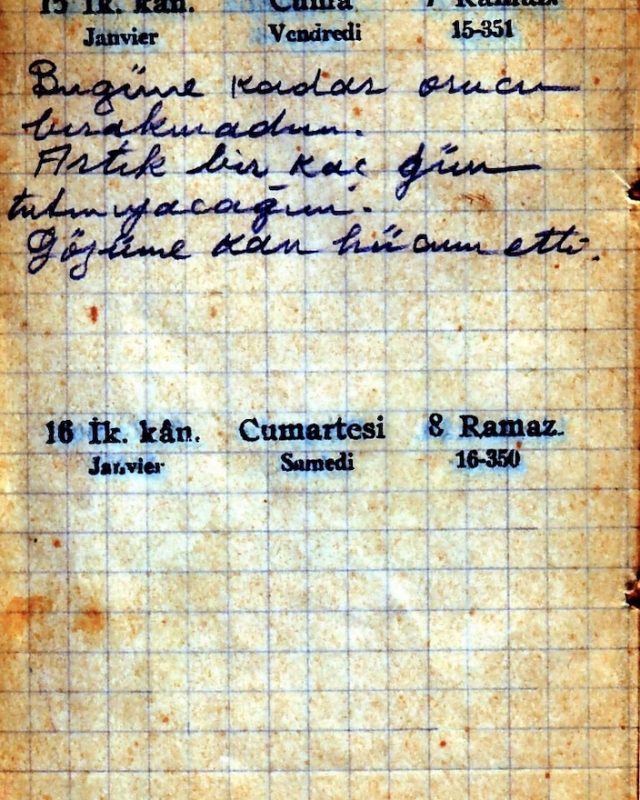 15 İk. kân. Cuma 7 Ramaz.
Janvier Vendredi 15-351
Bugüne kadar orucu
bırakmadım.
Artık bir kaç gün
tutmıyacağım.
Gözüme kan hücum etti.
16 İk. kân. Cumartesi 8 Ramaz.
Janvier Samedi 16-350